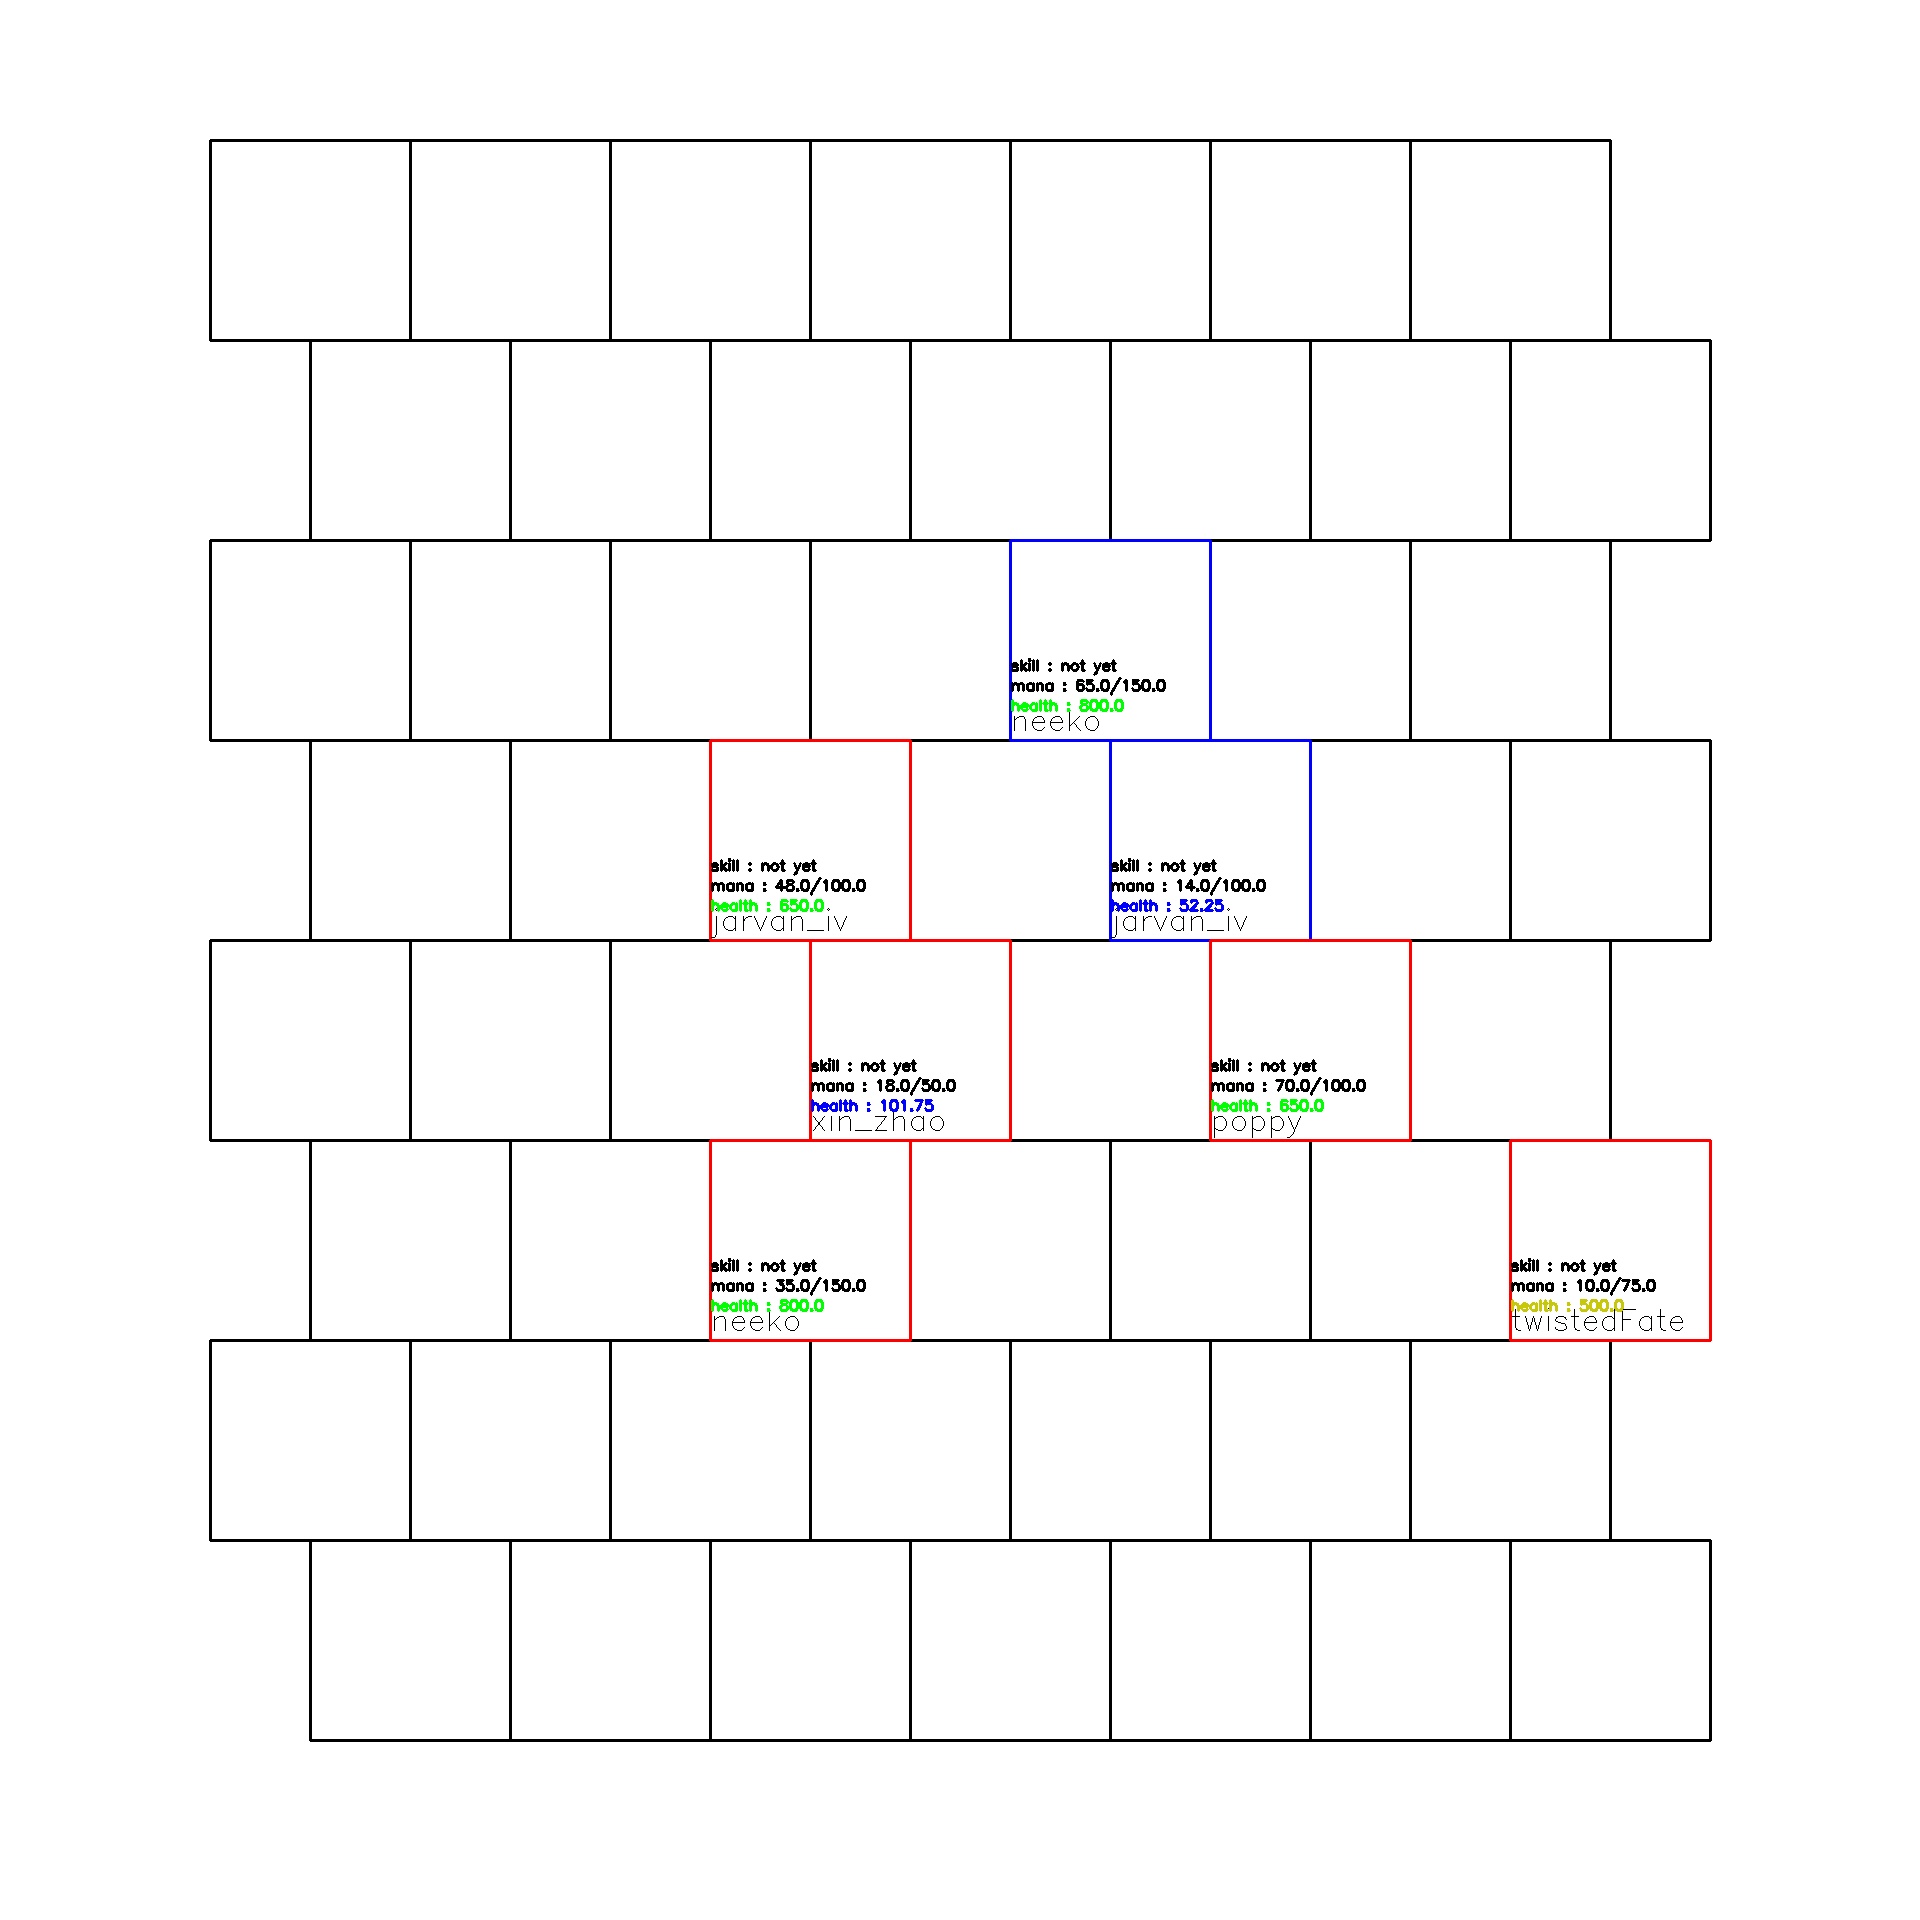 skill : not yet
mana : 65.0/150.0
health : 800.0
neeko
skill : not yet
mana : 48.0/100.0
health : 650.0
jarvan_iv
skill : not yet
mana : 14.0/100.0
health : 52.25
jarvan_iv
skill : not yet
mana : 18.0/50.0
health : 101.75
xin_zhao
skill : not yet
mana : 70.0/100.0
health : 650.0
poppy
skill : not yet
mana : 35.0/150.0
health : 800.0
neeko
skill : not yet
mana : 10.0/75.0
health : 500.0
twistedFate